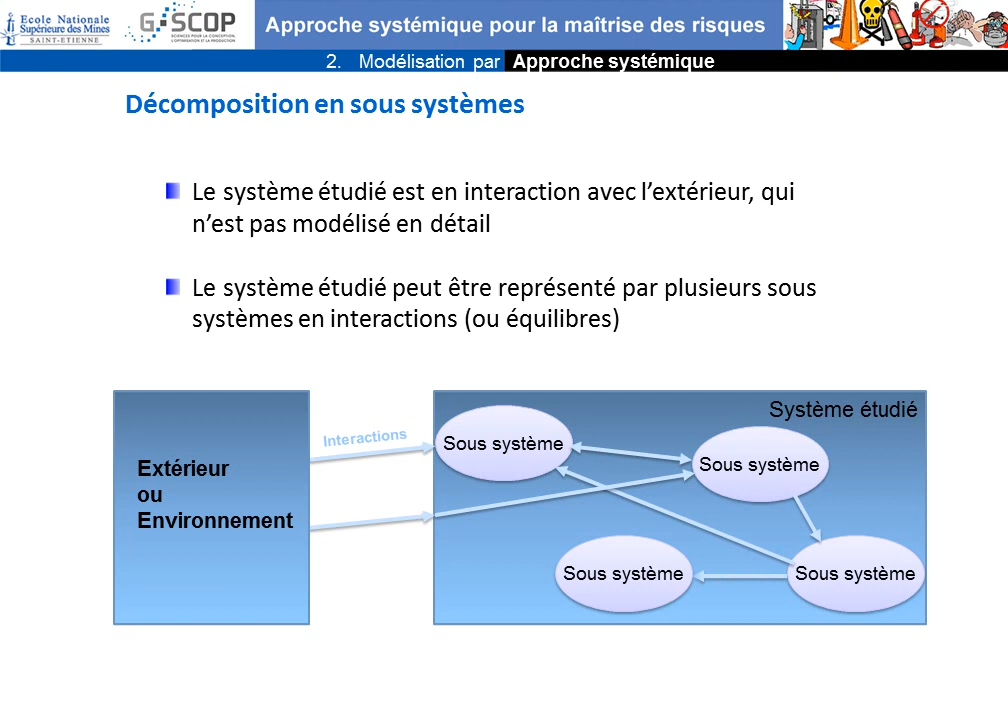 Ecole Nationale
Supérieure des Mines
SAINT-ETIENNE
G-SCOP
SCIENCES POUR LA CONCEPTION,
L'OPTIMISATION ET LA PRODUCTION
Approche systémique pour la maîtrise des risques
2. Modélisation par Approche systémique
Décomposition en sous systèmes
Le système étudié est en interaction avec l’extérieur, qui
n’est pas modélisé en détail
Le système étudié peut être représenté par plusieurs sous
systèmes en interactions (ou équilibres)
Système étudié
Interactions
Sous système
Sous système
Extérieur
ou
Environnement
Sous système
Sous système